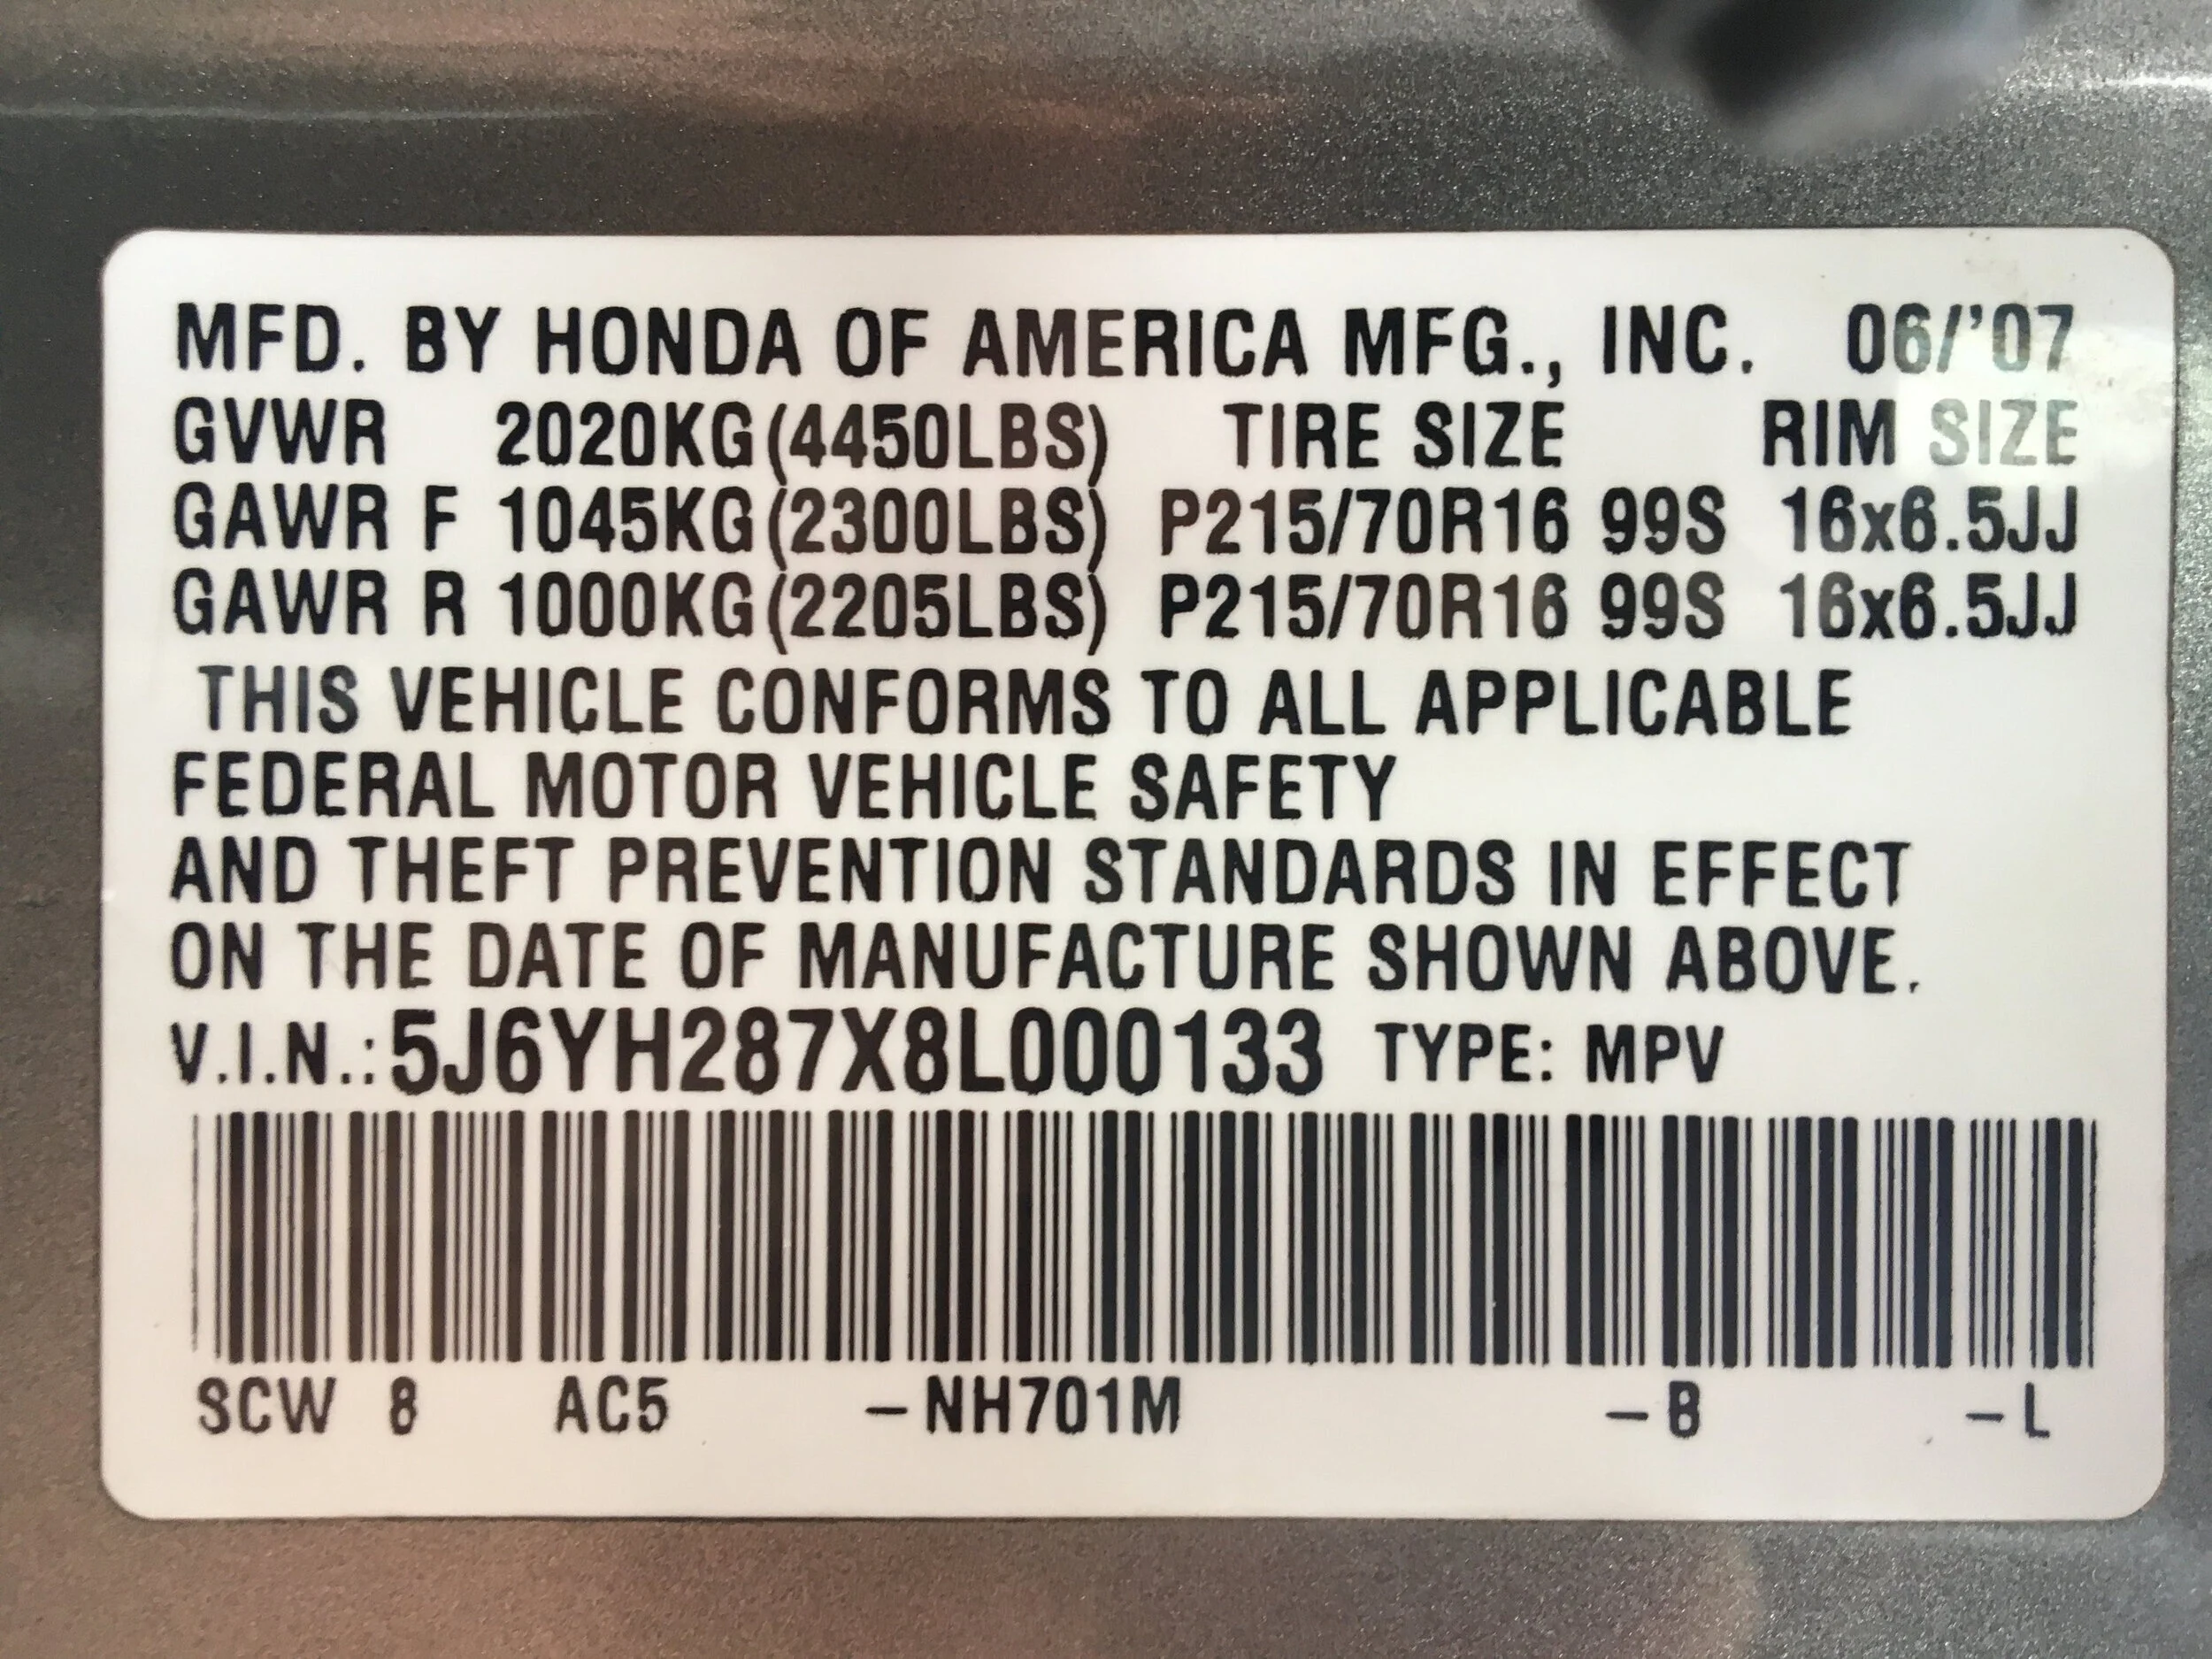 MFD. BY HONDA OF AMERICA MFG., INC. 06/'07
GVWR 2020KG(4450LBS) TIRE SIZE RIM SIZE
GAWR F 1045KG(2300LBS) P215/70R16 99S 16x6.5JJ
GAWR R 1000KG(2205LBS) P215/70R16 99S 16x6.5JJ
THIS VEHICLE CONFORMS TO ALL APPLICABLE
FEDERAL MOTOR VEHICLE SAFETY
AND THEFT PREVENTION STANDARDS IN EFFECT
ON THE DATE OF MANUFACTURE SHOWN ABOVE.
V.I.N.: 5J6YH287X8L000133 TYPE: MPV
SCW 8 AC5 –NH701M –B –L